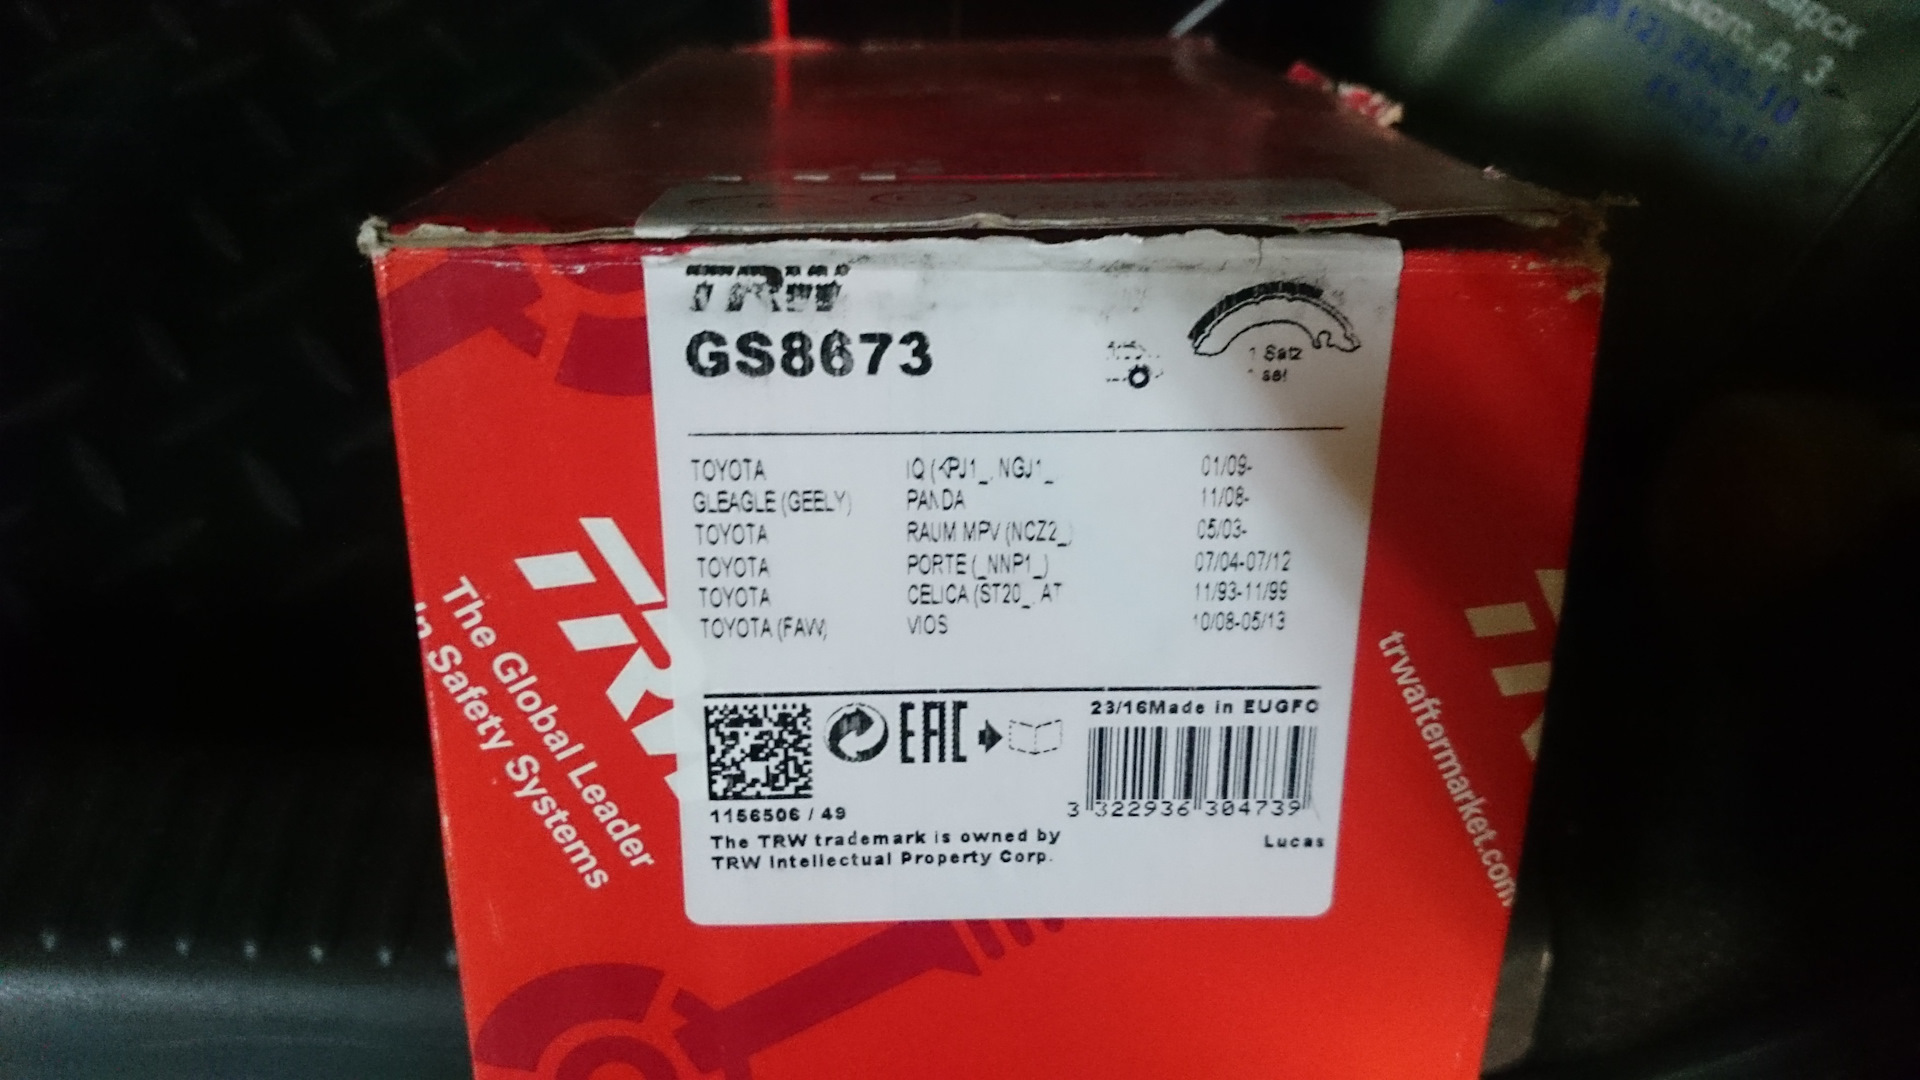 TRW
GS8673
1 Satz
1 set
TOYOTA IQ (KPJ1_, NGJ1_ 01/09-
GLEAGLE (GEELY) PANDA 11/08-
TOYOTA RAUM MPV (NCZ2_) 05/03-
TOYOTA PORTE (_NNP1_) 07/04-07/12
TOYOTA CELICA (ST20_, AT 11/93-11/99
TOYOTA (FAW) VIOS 10/08-05/13
EAC
23/16Made in EUGFC
3 322936 304739
1156506 / 49
Lucas
The TRW trademark is owned by
TRW Intellectual Property Corp.
TRW
The Global Leader
In Safety Systems
trwaftermarket.com
д. 3